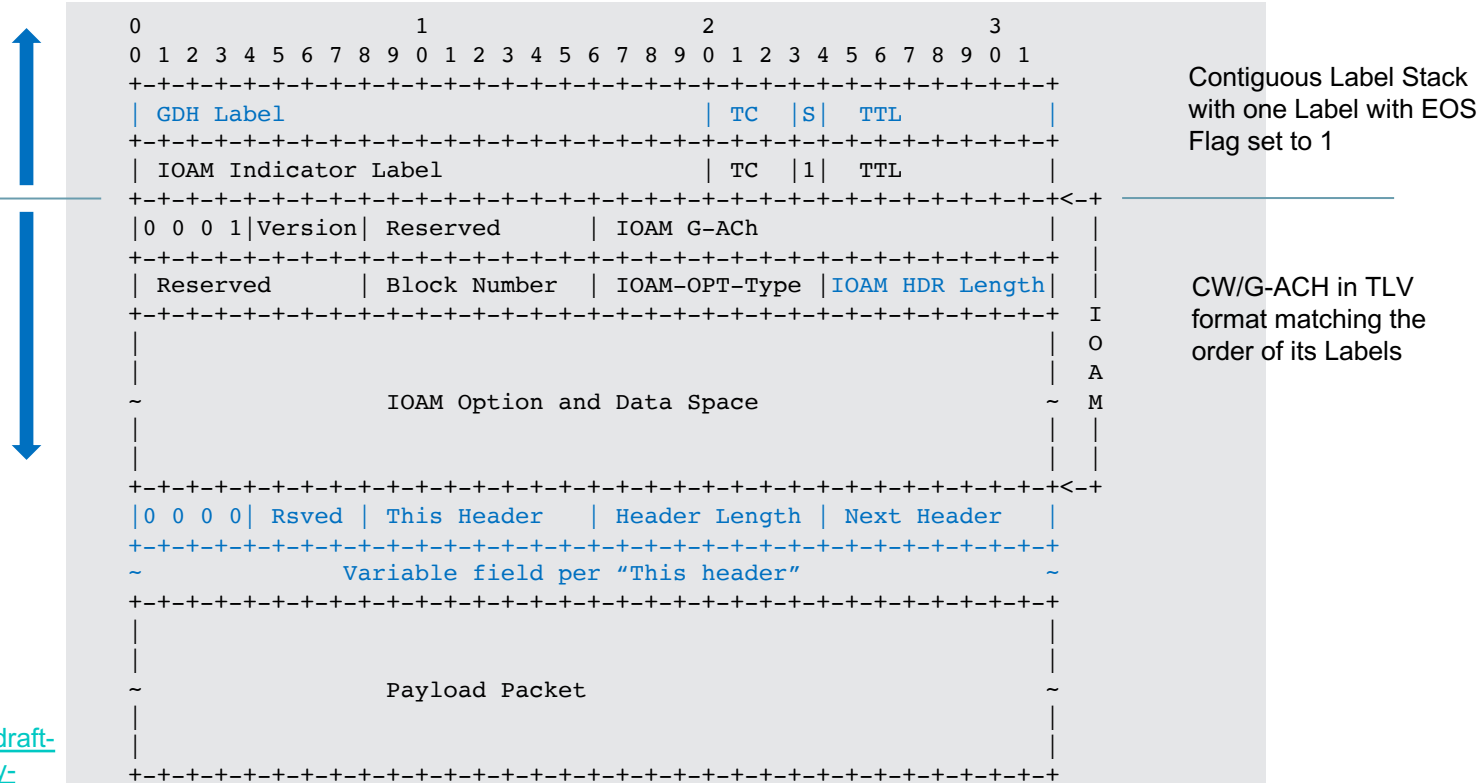 0                   1                   2                   3
0 1 2 3 4 5 6 7 8 9 0 1 2 3 4 5 6 7 8 9 0 1 2 3 4 5 6 7 8 9 0 1
+-+-+-+-+-+-+-+-+-+-+-+-+-+-+-+-+-+-+-+-+-+-+-+-+-+-+-+-+-+-+-+-+
| GDH Label                             | TC  |S|  TTL          |
+-+-+-+-+-+-+-+-+-+-+-+-+-+-+-+-+-+-+-+-+-+-+-+-+-+-+-+-+-+-+-+-+
| IOAM Indicator Label                  | TC  |1|  TTL          |
+-+-+-+-+-+-+-+-+-+-+-+-+-+-+-+-+-+-+-+-+-+-+-+-+-+-+-+-+-+-+-+-+<-+
|0 0 0 1|Version| Reserved      | IOAM G-ACh                    |  |
+-+-+-+-+-+-+-+-+-+-+-+-+-+-+-+-+-+-+-+-+-+-+-+-+-+-+-+-+-+-+-+-+  |
| Reserved      | Block Number  | IOAM-OPT-Type |IOAM HDR Length|  |
+-+-+-+-+-+-+-+-+-+-+-+-+-+-+-+-+-+-+-+-+-+-+-+-+-+-+-+-+-+-+-+-+  I
|                                                               |  O
|                                                               |  A
~                 IOAM Option and Data Space                    ~  M
|                                                               |  |
|                                                               |  |
+-+-+-+-+-+-+-+-+-+-+-+-+-+-+-+-+-+-+-+-+-+-+-+-+-+-+-+-+-+-+-+-+<-+
|0 0 0 0| Rsved | This Header   | Header Length | Next Header   |
+-+-+-+-+-+-+-+-+-+-+-+-+-+-+-+-+-+-+-+-+-+-+-+-+-+-+-+-+-+-+-+-+
~              Variable field per “This header”                 ~
+-+-+-+-+-+-+-+-+-+-+-+-+-+-+-+-+-+-+-+-+-+-+-+-+-+-+-+-+-+-+-+-+
|                                                               |
|                                                               |
~                 Payload Packet                                ~
|                                                               |
|                                                               |
+-+-+-+-+-+-+-+-+-+-+-+-+-+-+-+-+-+-+-+-+-+-+-+-+-+-+-+-+-+-+-+-+
Contiguous Label Stack
with one Label with EOS
Flag set to 1
CW/G-ACH in TLV
format matching the
order of its Labels
draft-